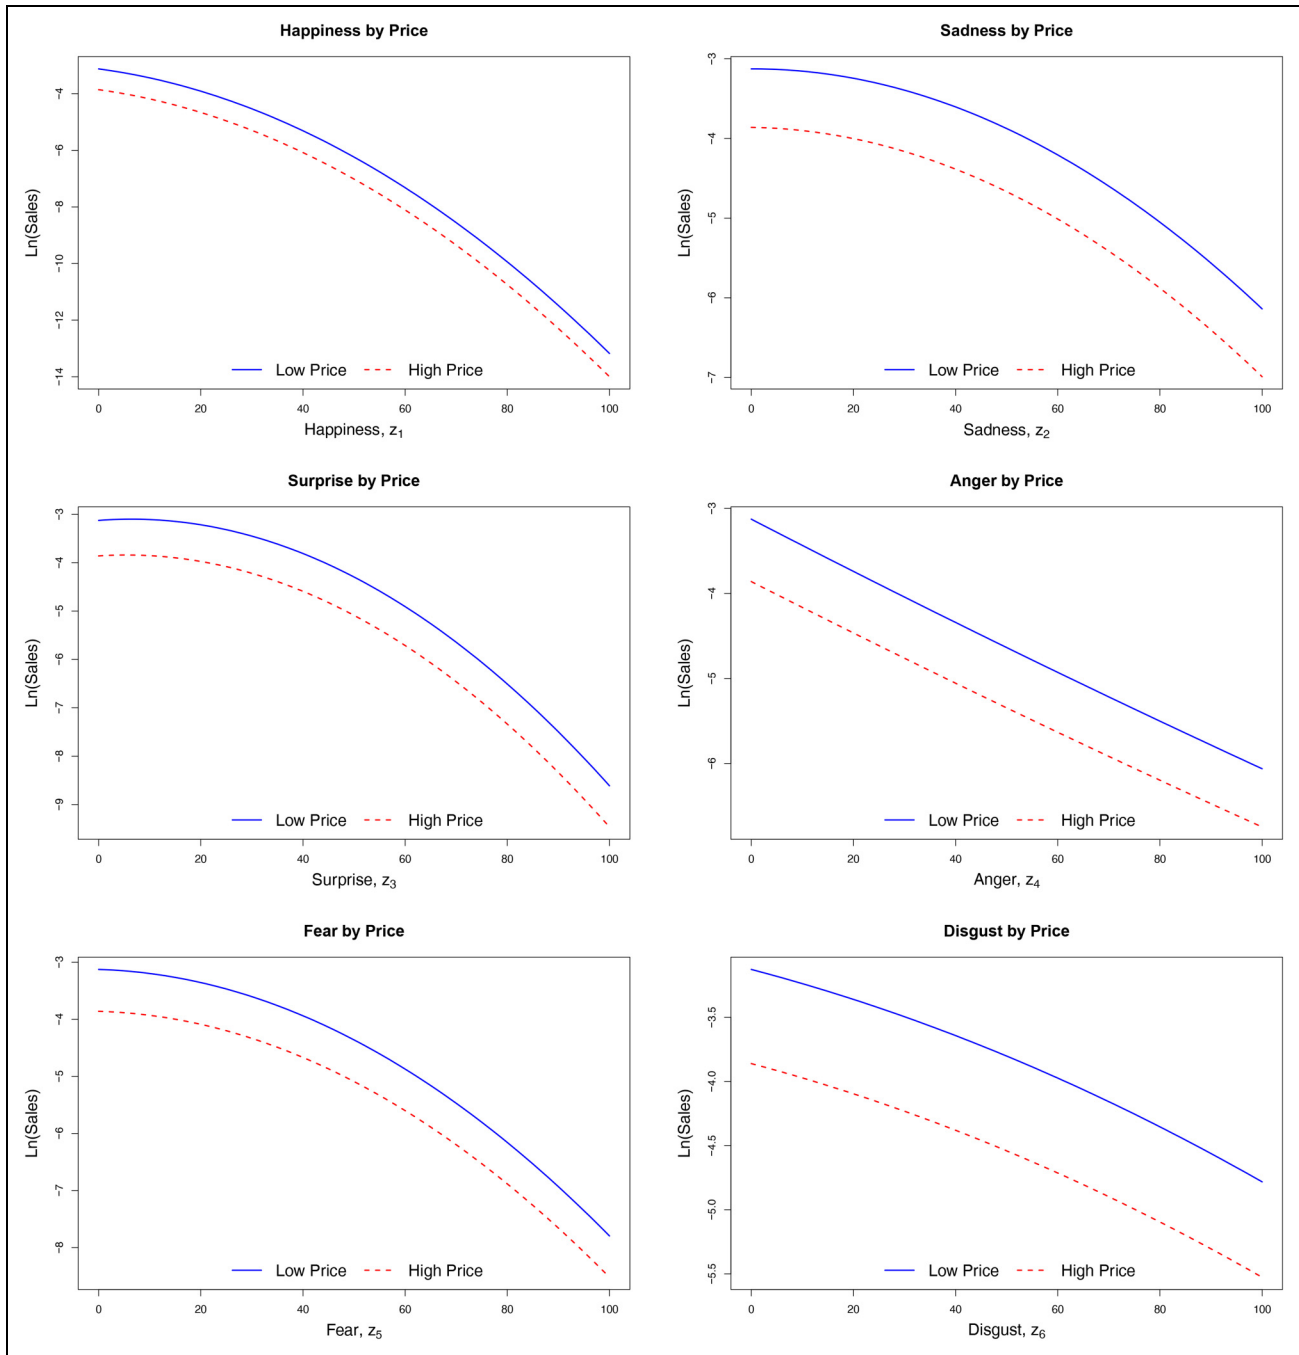 Happiness by Price
Ln(Sales)
-4
-6
-8
-10
-12
-14
0 20 40 60 80 100
Low Price High Price
Happiness, z1
Sadness by Price
Ln(Sales)
-3
-4
-5
-6
-7
0 20 40 60 80 100
Low Price High Price
Sadness, z2
Surprise by Price
Ln(Sales)
-3
-4
-5
-6
-7
-8
-9
0 20 40 60 80 100
Low Price High Price
Surprise, z3
Anger by Price
Ln(Sales)
-3
-4
-5
-6
0 20 40 60 80 100
Low Price High Price
Anger, z4
Fear by Price
Ln(Sales)
-3
-4
-5
-6
-7
-8
0 20 40 60 80 100
Low Price High Price
Fear, z5
Disgust by Price
Ln(Sales)
-3.5
-4.0
-4.5
-5.0
-5.5
0 20 40 60 80 100
Low Price High Price
Disgust, z6